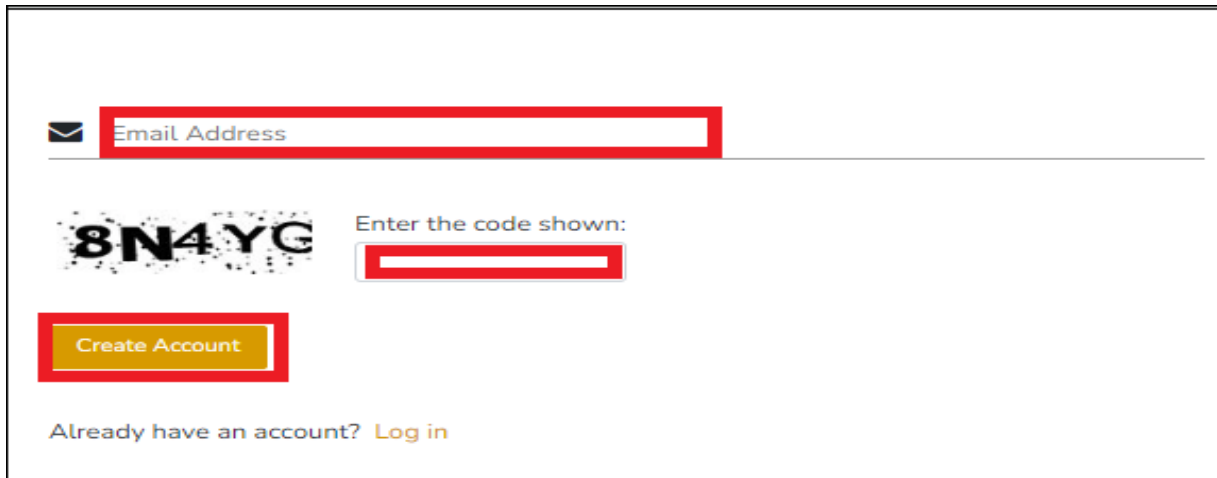 Email Address
8N4YG
Enter the code shown:
Create Account
Already have an account? Log in